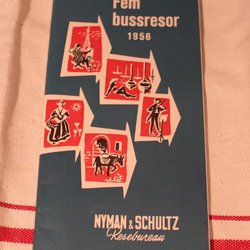 Fem
bussresor
1956
NYMAN & SCHULTZ
Resebureau